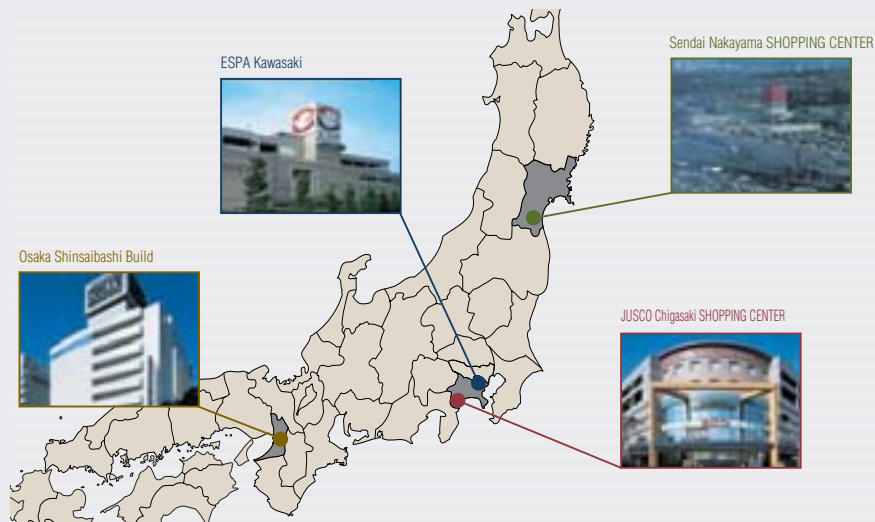 Sendai Nakayama SHOPPING CENTER
ESPA Kawasaki
Osaka Shinsaibashi Build
JUSCO Chigasaki SHOPPING CENTER